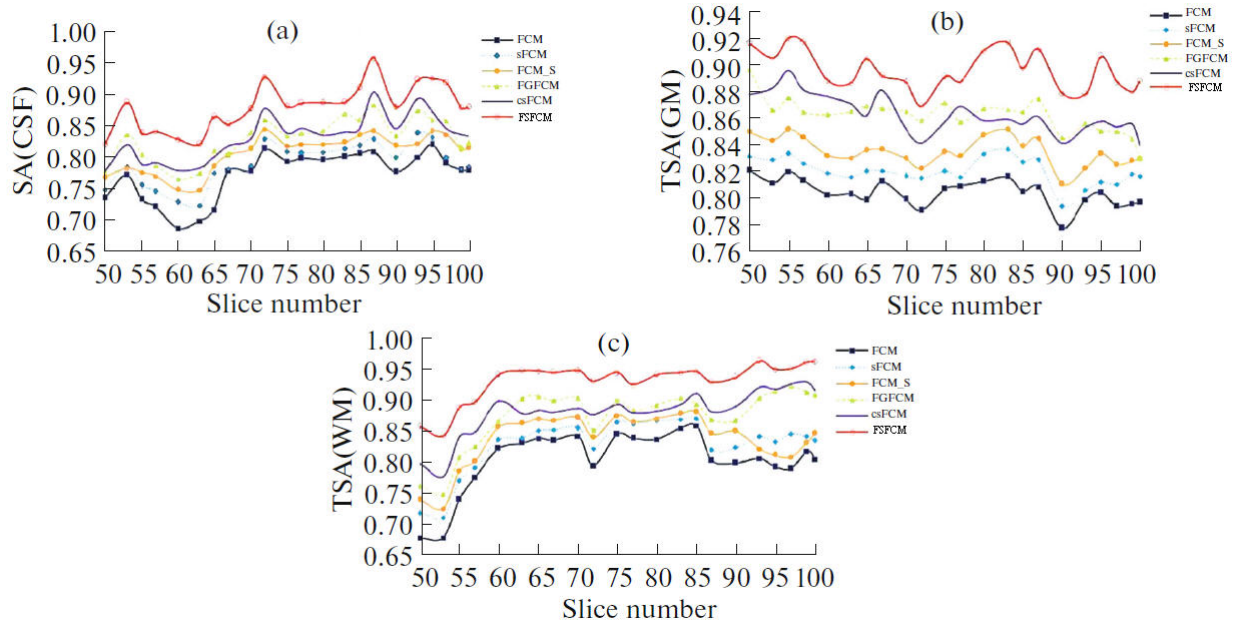 (a)
SA(CSF)
1.00
0.95
0.90
0.85
0.80
0.75
0.70
0.65
50 55 60 65 70 75 80 85 90 95 100
Slice number
FCM
sFCM
FCM_S
FGFCM
csFCM
FSFCM
(b)
TSA(GM)
0.94
0.92
0.90
0.88
0.86
0.84
0.82
0.80
0.78
0.76
50 55 60 65 70 75 80 85 90 95 100
Slice number
FCM
sFCM
FCM_S
FGFCM
csFCM
FSFCM
(c)
TSA(WM)
1.00
0.95
0.90
0.85
0.80
0.75
0.70
0.65
50 55 60 65 70 75 80 85 90 95 100
Slice number
FCM
sFCM
FCM_S
FGFCM
csFCM
FSFCM